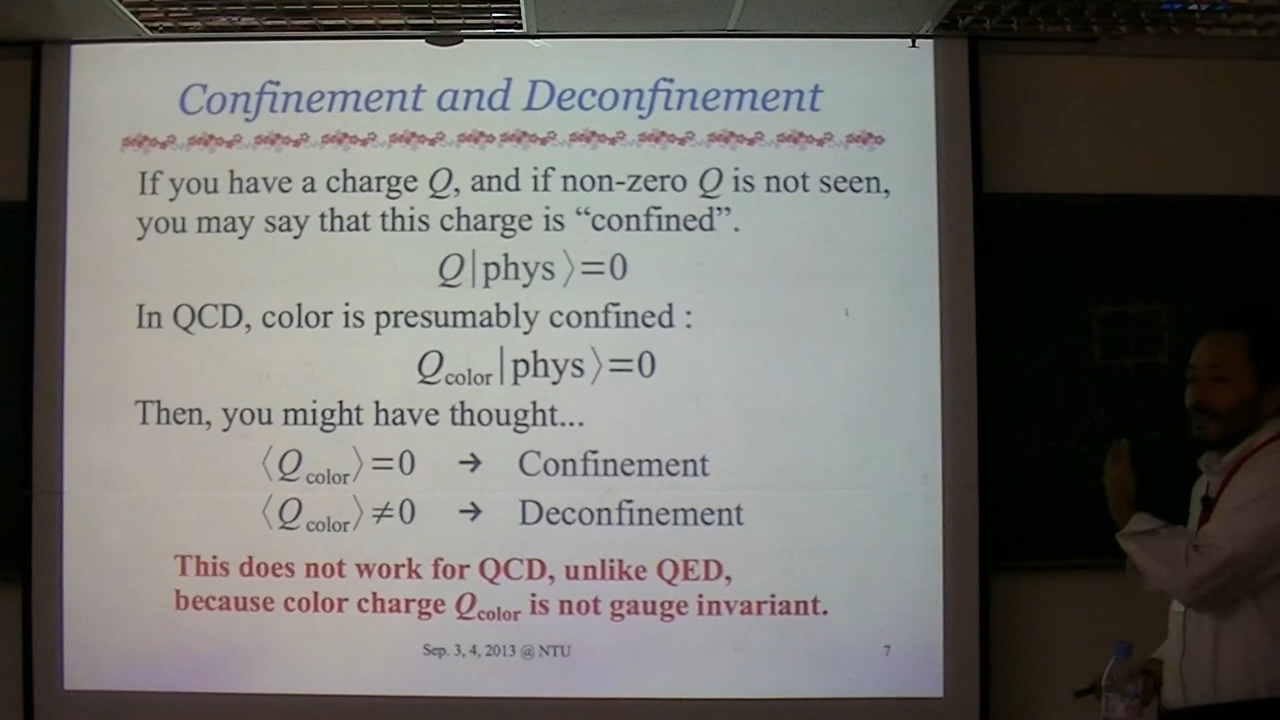 Confinement and Deconfinement
If you have a charge Q, and if non-zero Q is not seen,
you may say that this charge is “confined”.
Q|phys⟩=0
In QCD, color is presumably confined :
Q_color|phys⟩=0
Then, you might have thought...
⟨Q_color⟩=0 → Confinement
⟨Q_color⟩≠0 → Deconfinement
This does not work for QCD, unlike QED,
because color charge Q_color is not gauge invariant.
Sep. 3, 4, 2013 @ NTU 7